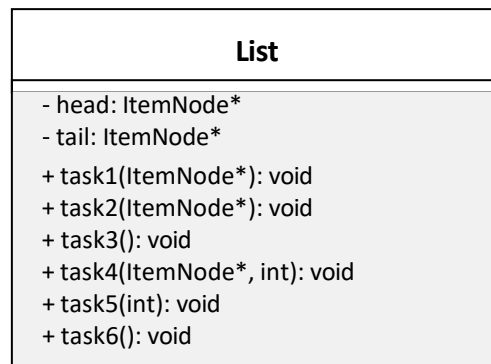 List
- head: ItemNode*
- tail: ItemNode*
+ task1(ItemNode*): void
+ task2(ItemNode*): void
+ task3(): void
+ task4(ItemNode*, int): void
+ task5(int): void
+ task6(): void